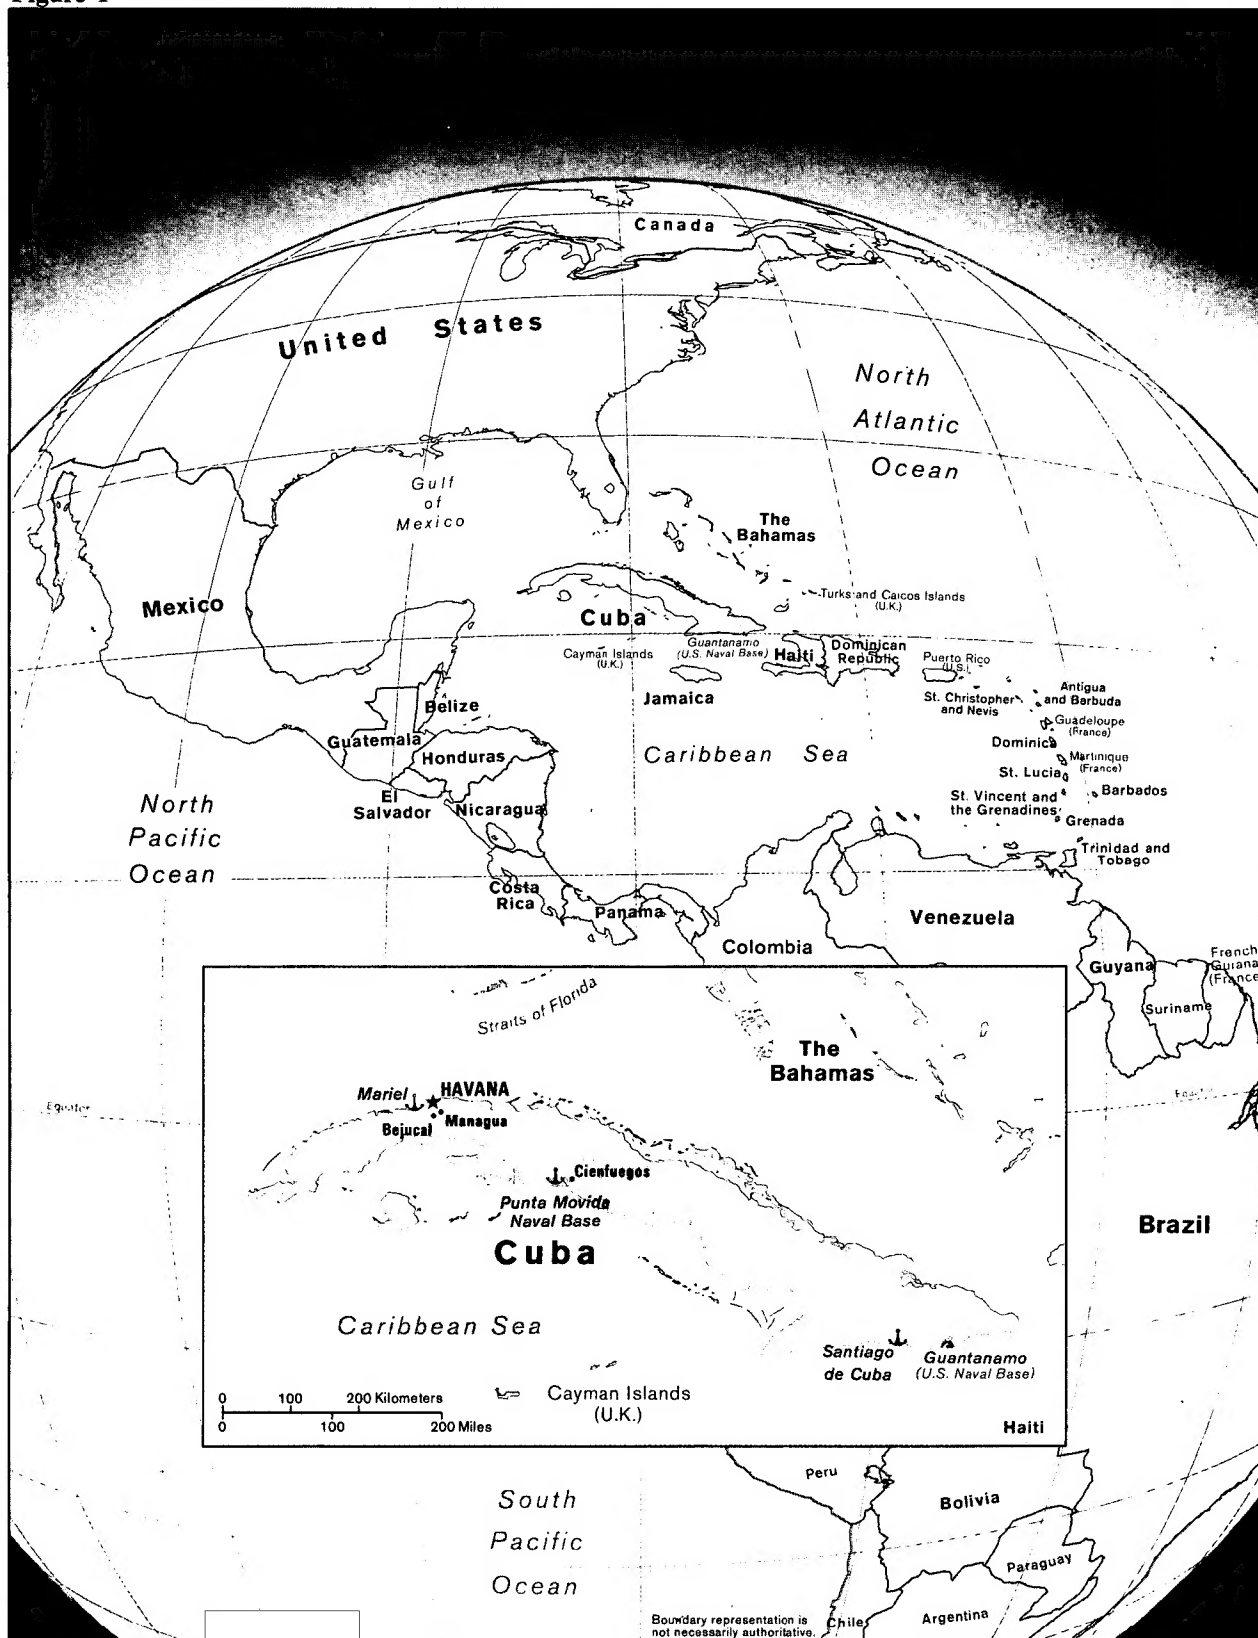 Figure 1
Canada
United States
North
Atlantic
Ocean
Gulf
of
Mexico
The
Bahamas
Mexico
Cuba
Turks and Caicos Islands
(U.K.)
Cayman Islands
(U.K.)
Guantanamo
(U.S. Naval Base)
Haiti
Dominican
Republic
Puerto Rico
(U.S.)
Jamaica
Belize
St. Christopher
and Nevis
Antigua
and Barbuda
Guadeloupe
(France)
Guatemala
Honduras
Caribbean Sea
Dominica
Martinique
(France)
St. Lucia
El
Salvador
Nicaragua
St. Vincent and
the Grenadines
Barbados
Grenada
North
Pacific
Ocean
Trinidad and
Tobago
Costa
Rica
Panama
Venezuela
Colombia
Guyana
French
Guiana
(France
Suriname
Straits of Florida
The
Bahamas
Mariel
HAVANA
Bejucal
Managua
Equator
Equator
Cienfuegos
Punta Movida
Naval Base
Cuba
Brazil
Caribbean Sea
Santiago
de Cuba
Guantanamo
(U.S. Naval Base)
Cayman Islands
(U.K.)
0 100 200 Kilometers
0 100 200 Miles
Haiti
Peru
Bolivia
South
Pacific
Ocean
Paraguay
Boundary representation is
not necessarily authoritative.
Chile
Argentina